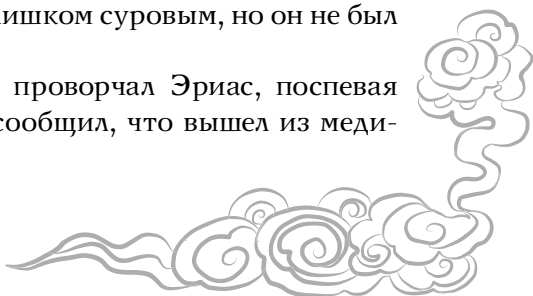 ишком суровым, но он не был
проворчал Эриас, поспевая
сообщил, что вышел из меди-